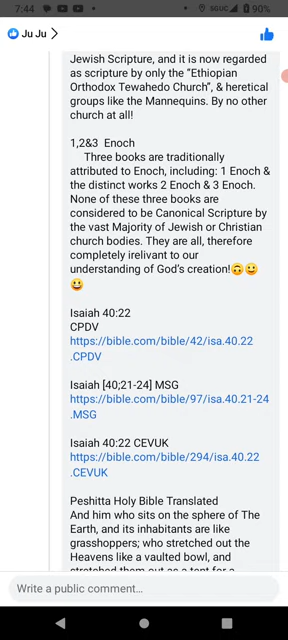 7:44
SGUC
90%
Ju Ju
Jewish Scripture, and it is now regarded
as scripture by only the “Ethiopian
Orthodox Tewahedo Church”, & heretical
groups like the Mannequins. By no other
church at all!
1,2&3 Enoch
Three books are traditionally
attributed to Enoch, including: 1 Enoch &
the distinct works 2 Enoch & 3 Enoch.
None of these three books are
considered to be Canonical Scripture by
the vast Majority of Jewish or Christian
church bodies. They are all, therefore
completely irelivant to our
understanding of God's creation!🙃😀
😃
Isaiah 40:22
CPDV
https://bible.com/bible/42/isa.40.22
.CPDV
Isaiah [40;21-24] MSG
https://bible.com/bible/97/isa.40.21-24
.MSG
Isaiah 40:22 CEVUK
https://bible.com/bible/294/isa.40.22
.CEVUK
Peshitta Holy Bible Translated
And him who sits on the sphere of The
Earth, and its inhabitants are like
grasshoppers; who stretched out the
Heavens like a vaulted bowl, and
stretched them out as a tent for a
Write a public comment…